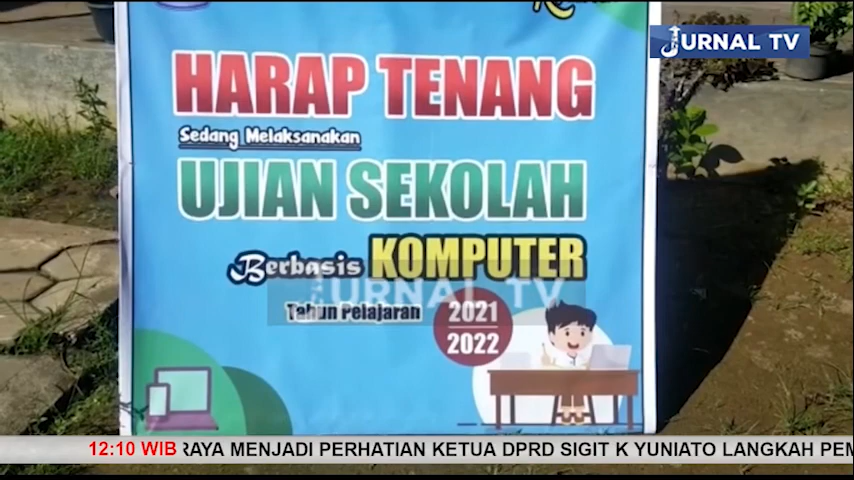 JURNAL TV
HARAP TENANG
Sedang Melaksanakan
UJIAN SEKOLAH
Berbasis KOMPUTER
JURNAL TV
Tahun Pelajaran 2021
2022
12:10 WIB RAYA MENJADI PERHATIAN KETUA DPRD SIGIT K YUNIATO LANGKAH PEM